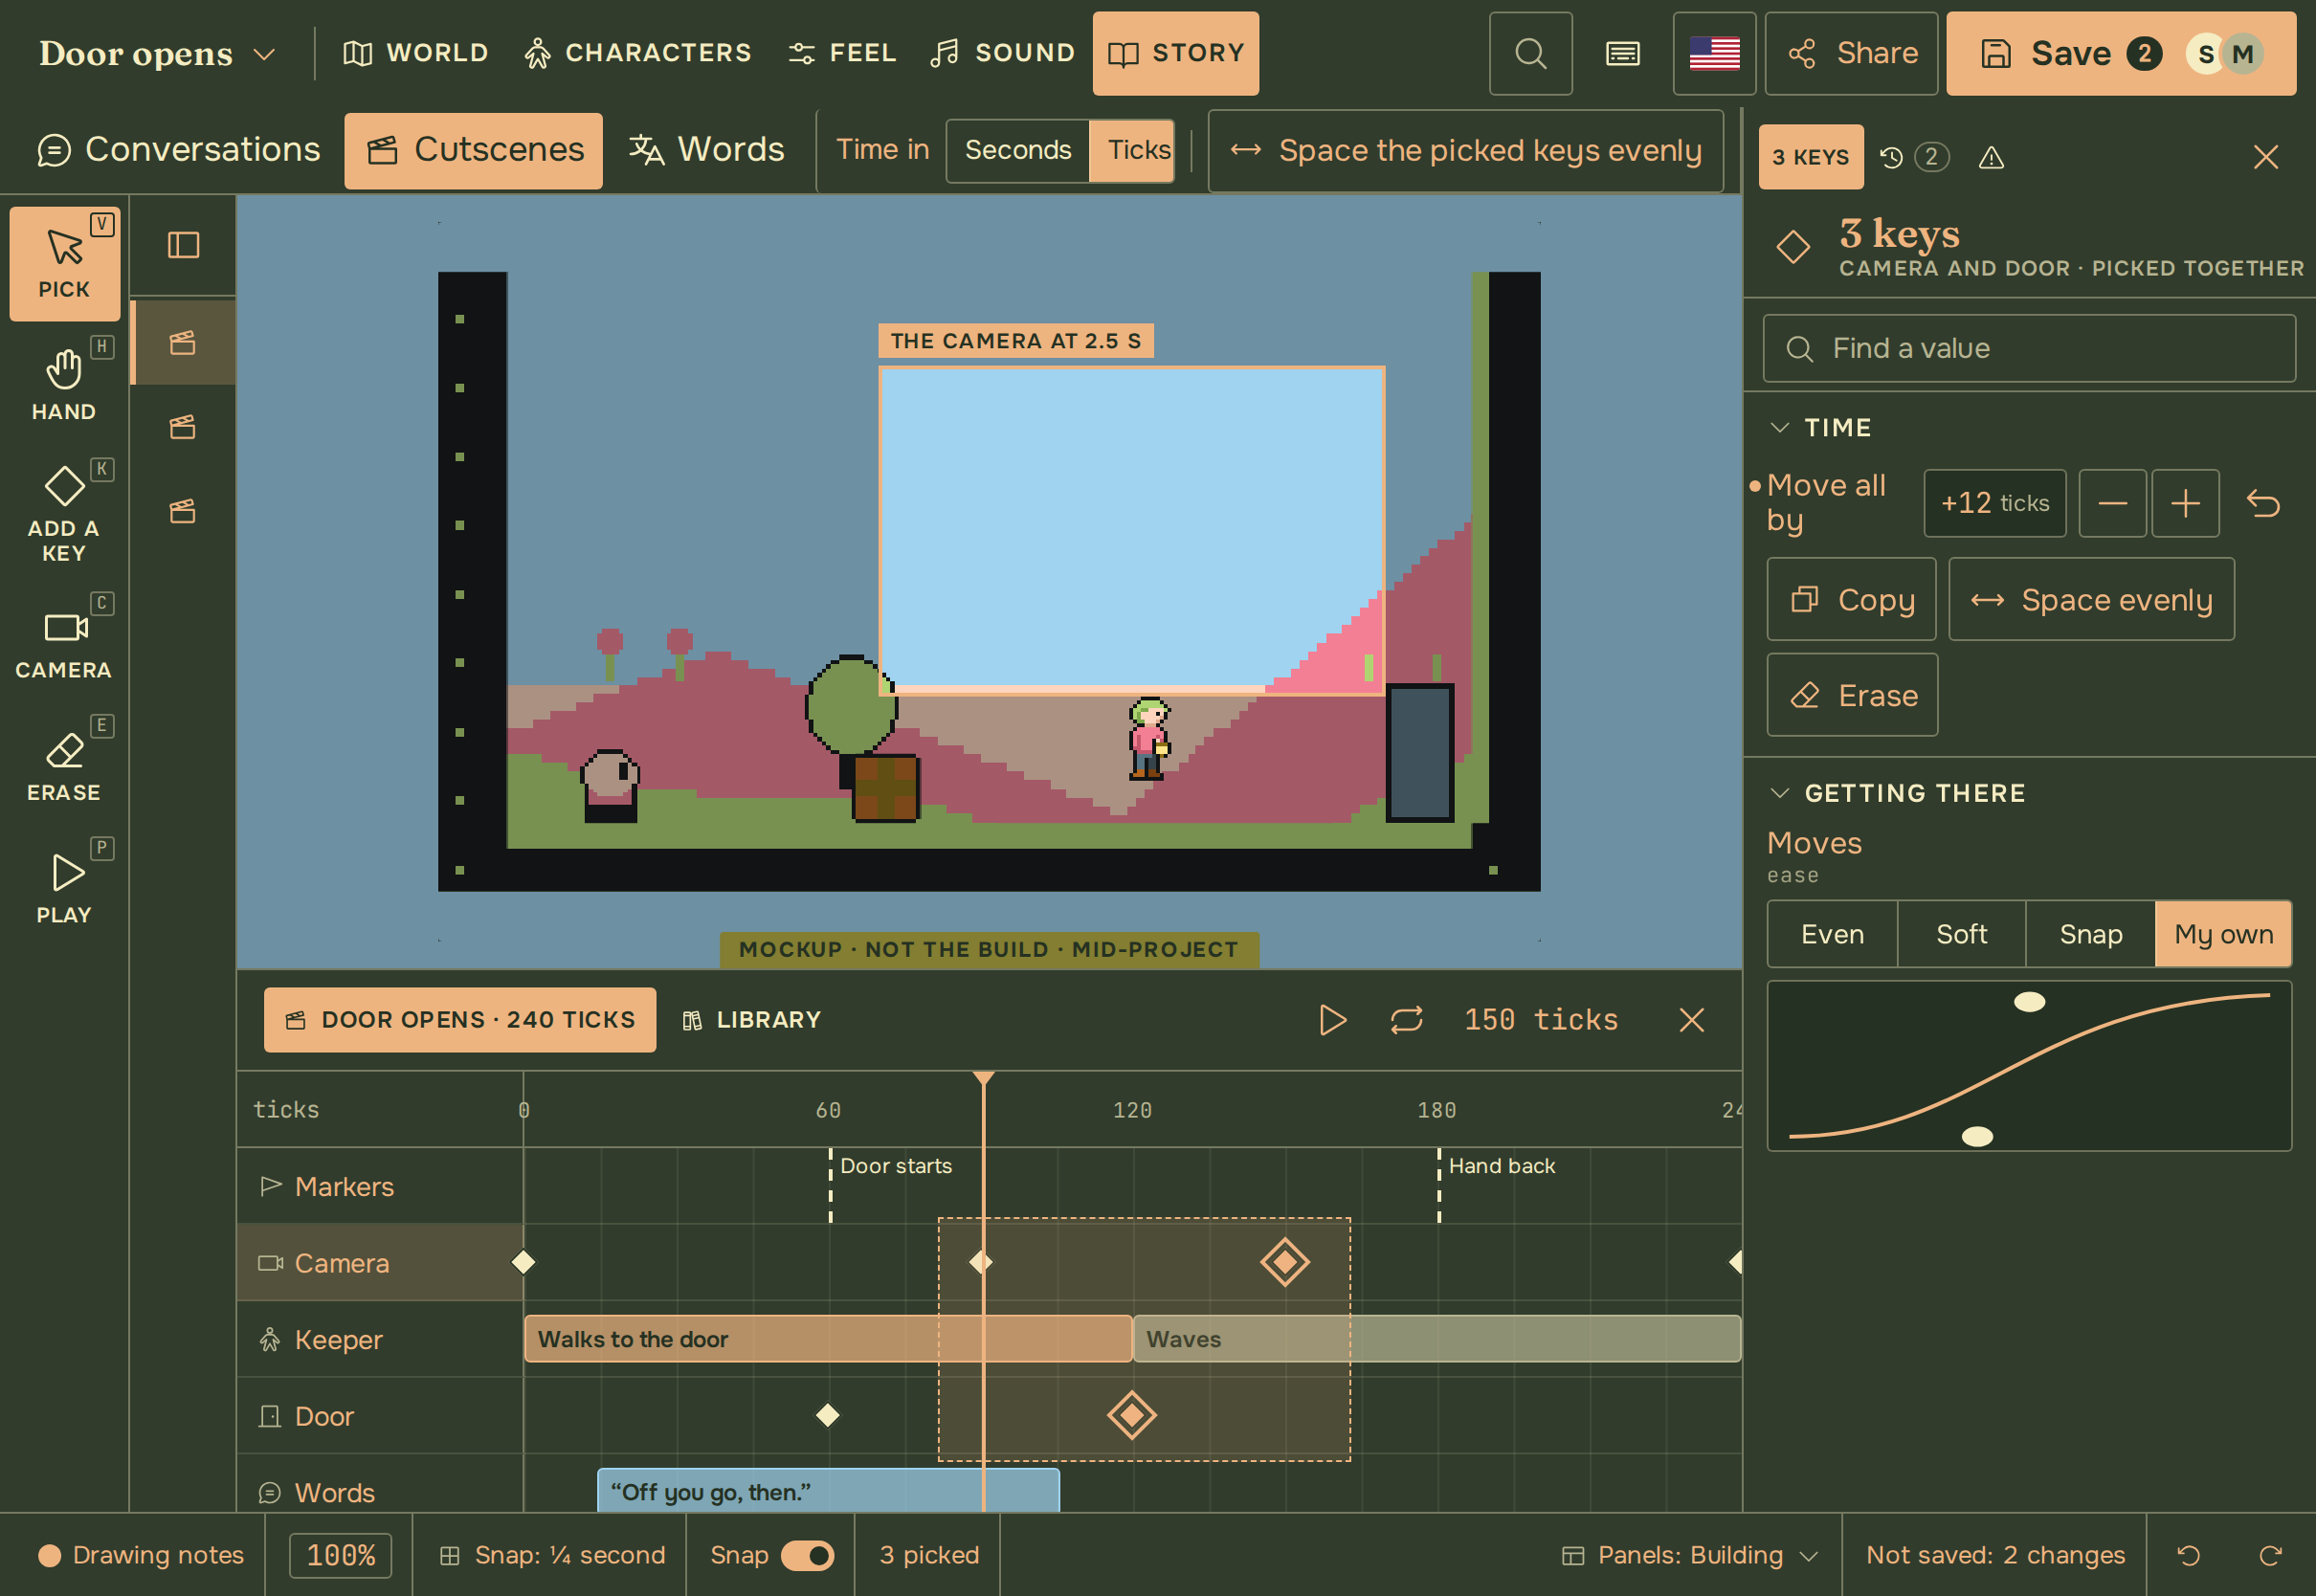 Door opens
WORLD
CHARACTERS
FEEL
SOUND
STORY
Share
Save 2
S M
Conversations
Cutscenes
Words
Time in
Seconds
Ticks
Space the picked keys evenly
3 KEYS
2
V
PICK
H
HAND
K
ADD A
KEY
C
CAMERA
E
ERASE
P
PLAY
THE CAMERA AT 2.5 S
MOCKUP · NOT THE BUILD · MID-PROJECT
3 keys
CAMERA AND DOOR · PICKED TOGETHER
Find a value
TIME
Move all
by
+12 ticks
Copy
Space evenly
Erase
GETTING THERE
Moves
ease
Even
Soft
Snap
My own
DOOR OPENS · 240 TICKS
LIBRARY
150 ticks
ticks
0
60
120
180
24
Markers
Door starts
Hand back
Camera
Keeper
Walks to the door
Waves
Door
Words
“Off you go, then.”
Drawing notes
100%
Snap: ¼ second
Snap
3 picked
Panels: Building
Not saved: 2 changes